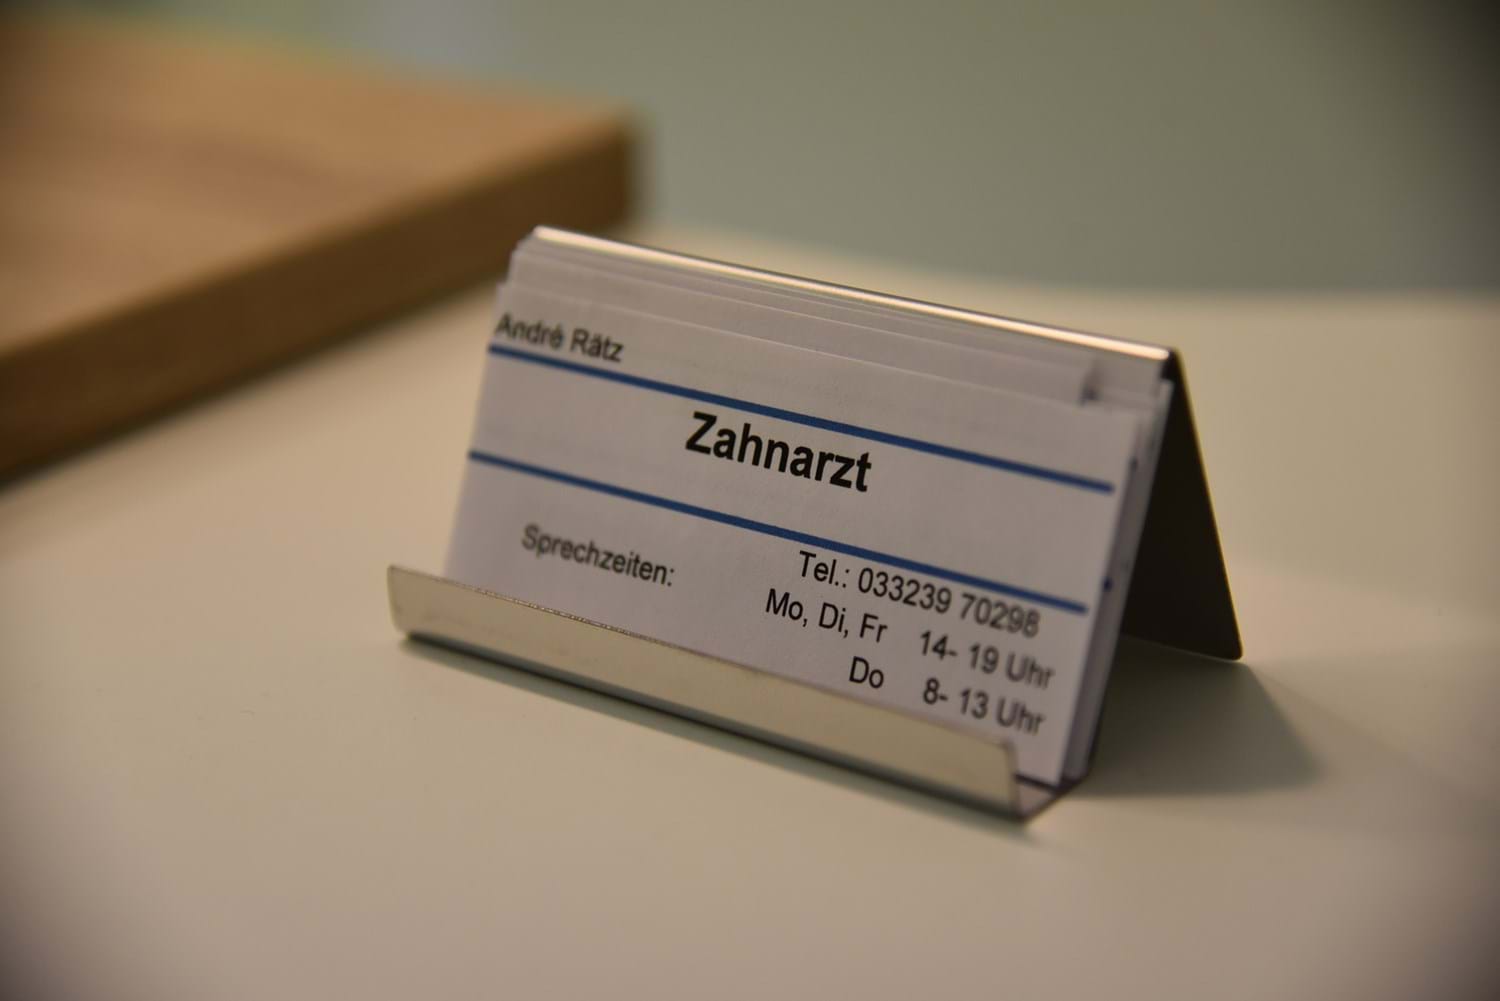 André Rätz
Zahnarzt
Tel.: 033239 70298
Sprechzeiten: Mo, Di, Fr 14- 19 Uhr
Do 8- 13 Uhr